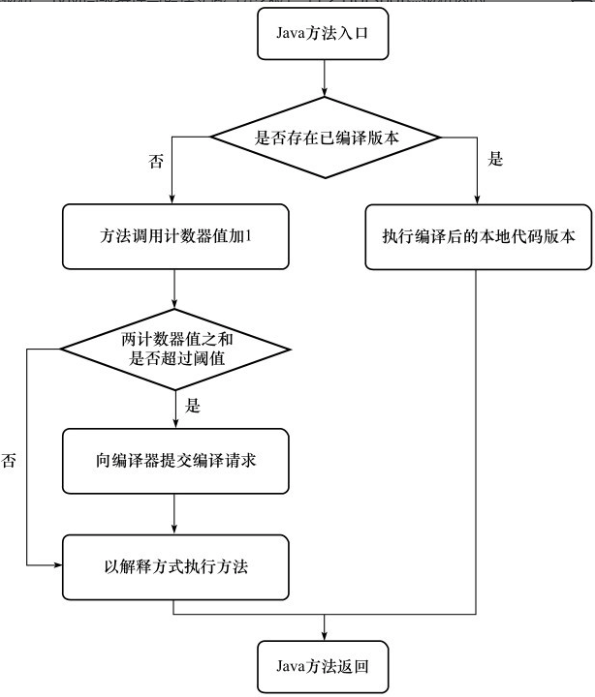 Java方法入口
是否存在已编译版本
否
是
方法调用计数器值加1
执行编译后的本地代码版本
两计数器值之和
是否超过阈值
是
否
向编译器提交编译请求
以解释方式执行方法
Java方法返回